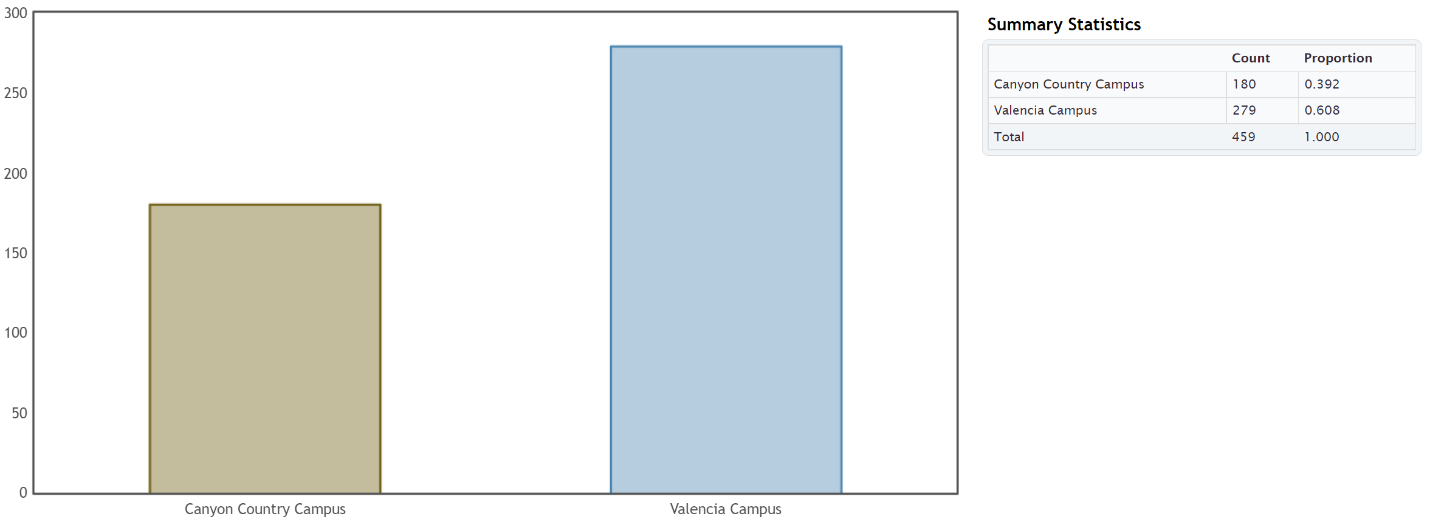 300
250
200
150
100
50
0
Canyon Country Campus Valencia Campus
Summary Statistics
Count Proportion
Canyon Country Campus 180 0.392
Valencia Campus 279 0.608
Total 459 1.000